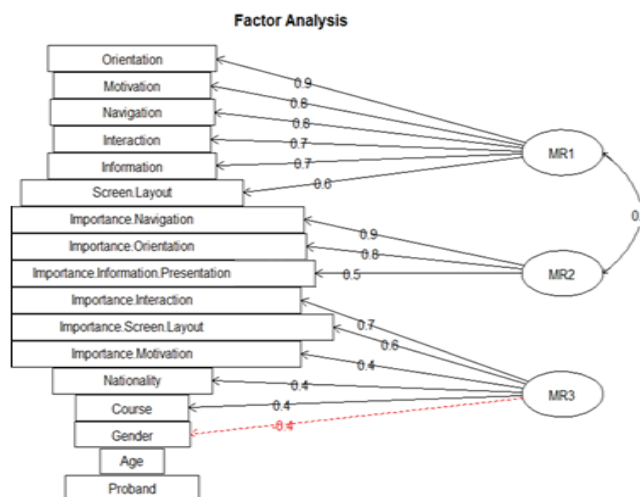 Factor Analysis
Orientation
Motivation
Navigation
Interaction
Information
Screen.Layout
Importance.Navigation
Importance.Orientation
Importance.Information.Presentation
Importance.Interaction
Importance.Screen.Layout
Importance.Motivation
Nationality
Course
Gender
Age
Proband
0.9
0.8
0.8
0.7
0.7
0.6
0.9
0.8
0.5
0.7
0.6
0.4
0.4
0.4
-0.4
MR1
MR2
MR3